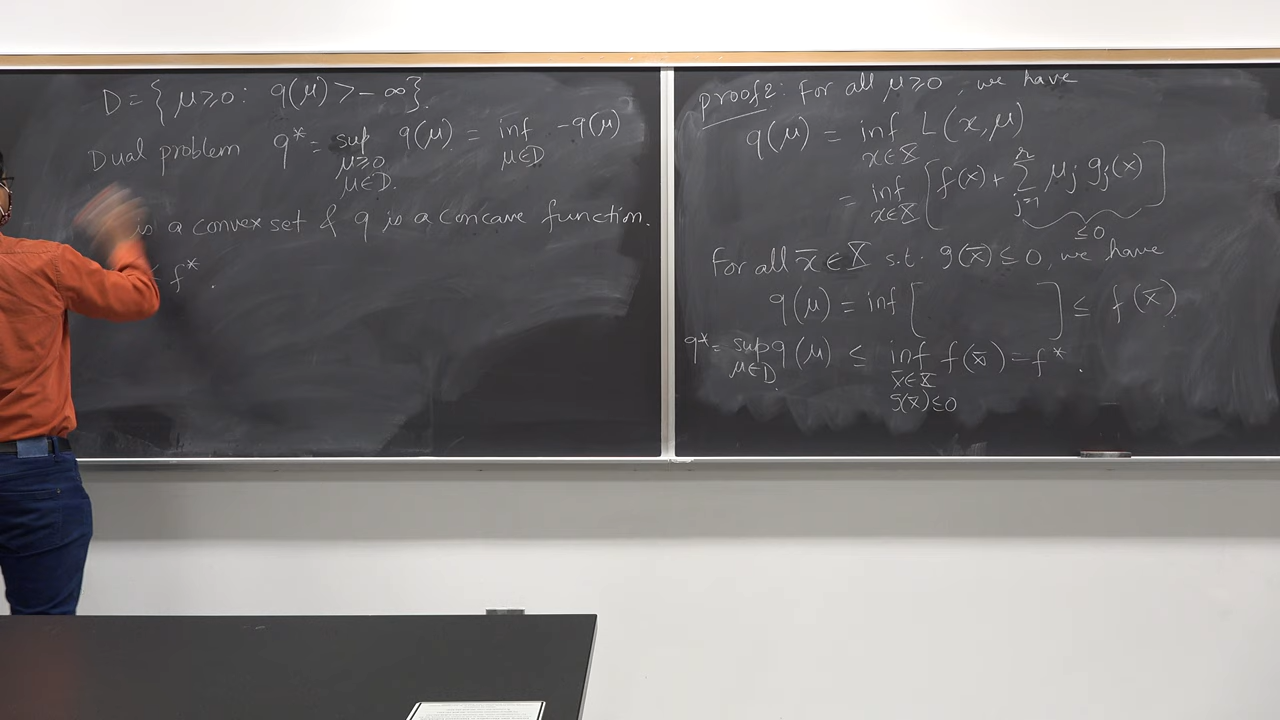 D = { μ ≥ 0 : q(μ) > -∞ }.
Dual problem q* = sup q(μ) = inf -q(μ)
μ≥0 μ∈D
μ∈D.
is a convex set & q is a concave function.
≤ f* .
proof 2: For all μ≥0, we have
q(μ) = inf L(x,μ)
x∈X
= inf [ f(x) + Σ μj gj(x) ]
x∈X j=1 r
≤0
For all x̄ ∈ X s.t. g(x̄) ≤ 0, we have
q(μ) = inf [ ] ≤ f(x̄)
q* = sup q(μ) ≤ inf f(x̄) = f* .
μ∈D x̄∈X
g(x̄)≤0